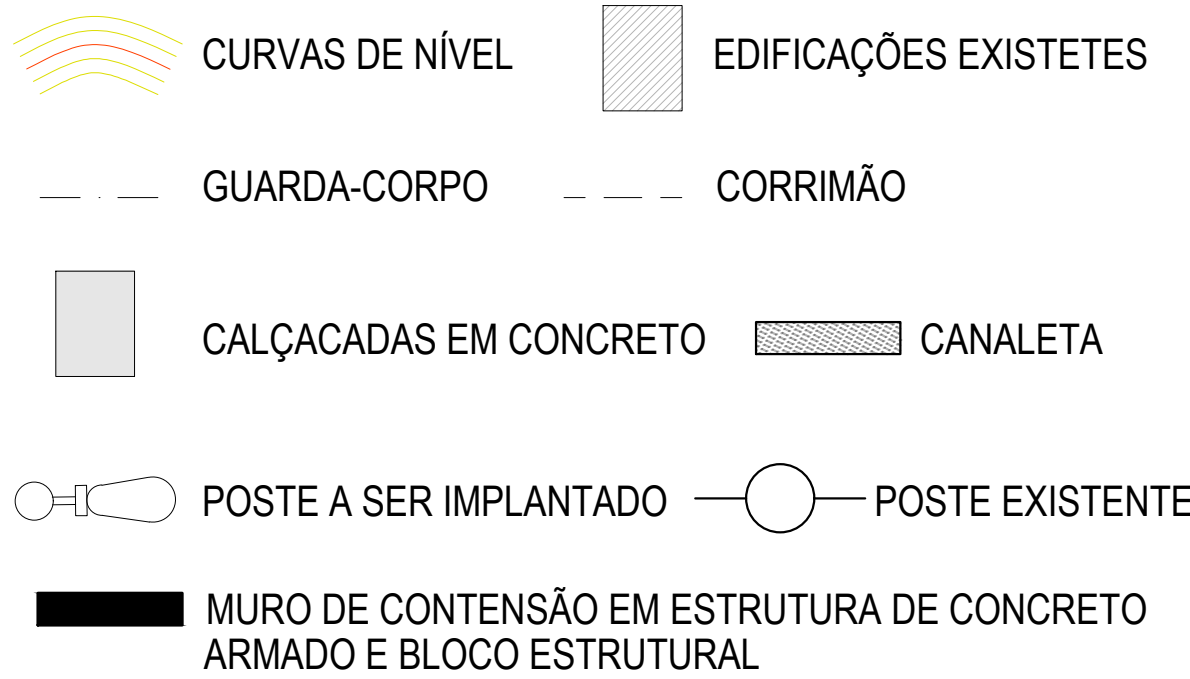 CURVAS DE NÍVEL
EDIFICAÇÕES EXISTETES
GUARDA-CORPO
CORRIMÃO
CALÇACADAS EM CONCRETO
CANALETA
POSTE A SER IMPLANTADO
POSTE EXISTENTE
MURO DE CONTENSÃO EM ESTRUTURA DE CONCRETO
ARMADO E BLOCO ESTRUTURAL